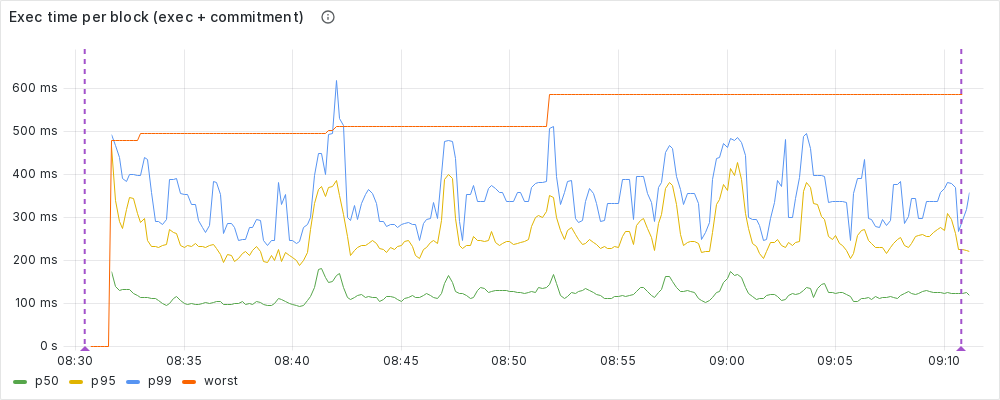 Exec time per block (exec + commitment)
600 ms
500 ms
400 ms
300 ms
200 ms
100 ms
0 s
08:30 08:35 08:40 08:45 08:50 08:55 09:00 09:05 09:10
p50 p95 p99 worst